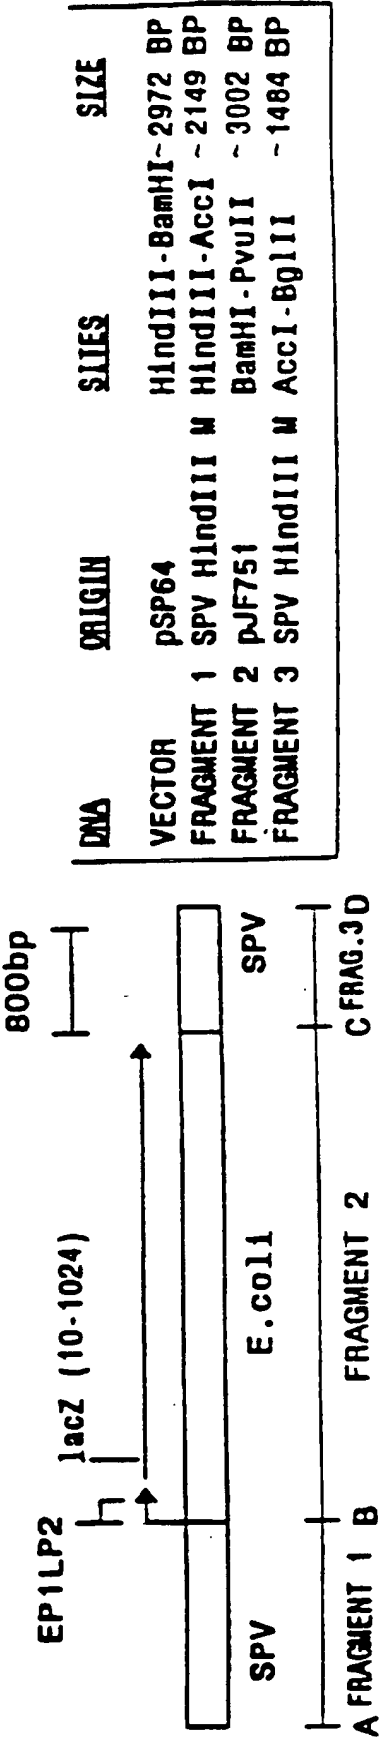 800bp
EP1LP2
lacZ (10-1024)
SPV
E.coli
SPV
A FRAGMENT 1 B FRAGMENT 2 C FRAG.3 D
DNA ORIGIN SITES SIZE
VECTOR pSP64 HindIII-BamHI ~2972 BP
FRAGMENT 1 SPV HindIII M HindIII-AccI ~2149 BP
FRAGMENT 2 pJF751 BamHI-PvuII ~3002 BP
FRAGMENT 3 SPV HindIII M AccI-BglII ~1484 BP